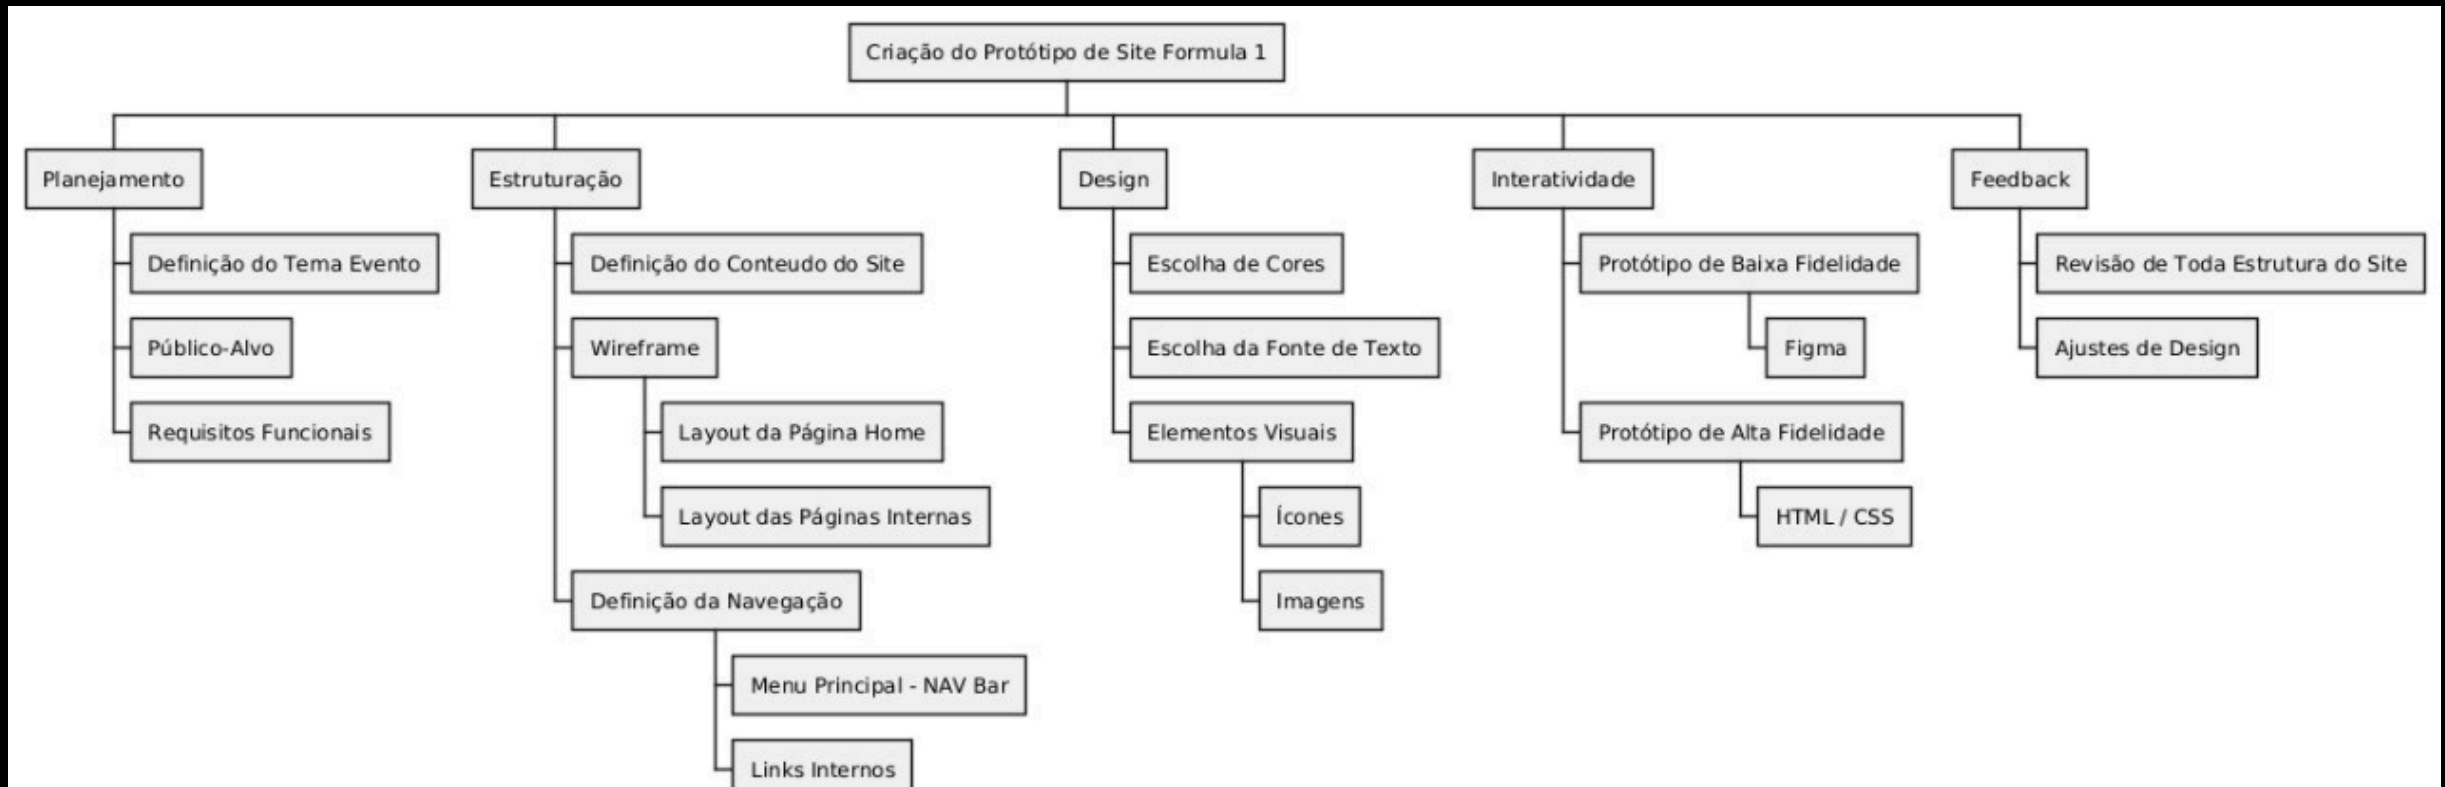 Criação do Protótipo de Site Formula 1
Planejamento
Definição do Tema Evento
Público-Alvo
Requisitos Funcionais
Estruturação
Definição do Conteudo do Site
Wireframe
Layout da Página Home
Layout das Páginas Internas
Definição da Navegação
Menu Principal - NAV Bar
Links Internos
Design
Escolha de Cores
Escolha da Fonte de Texto
Elementos Visuais
Ícones
Imagens
Interatividade
Protótipo de Baixa Fidelidade
Figma
Protótipo de Alta Fidelidade
HTML / CSS
Feedback
Revisão de Toda Estrutura do Site
Ajustes de Design